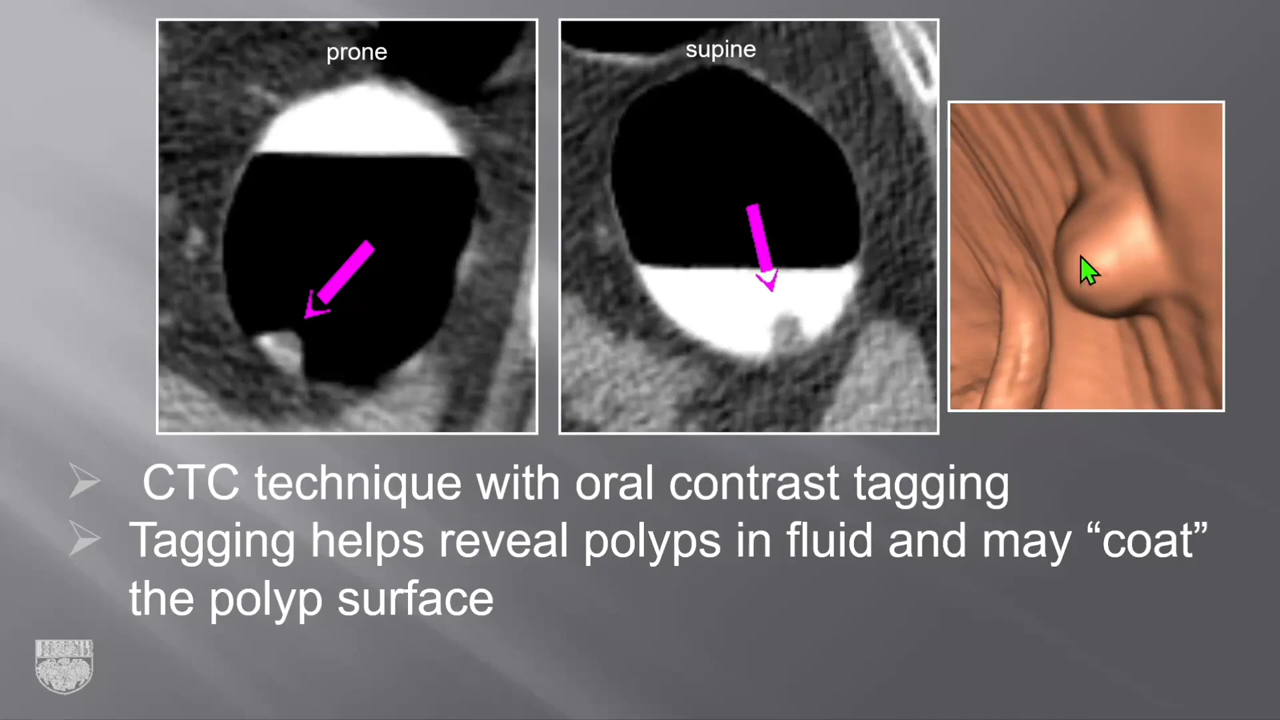 prone
supine
CTC technique with oral contrast tagging
Tagging helps reveal polyps in fluid and may “coat”
the polyp surface